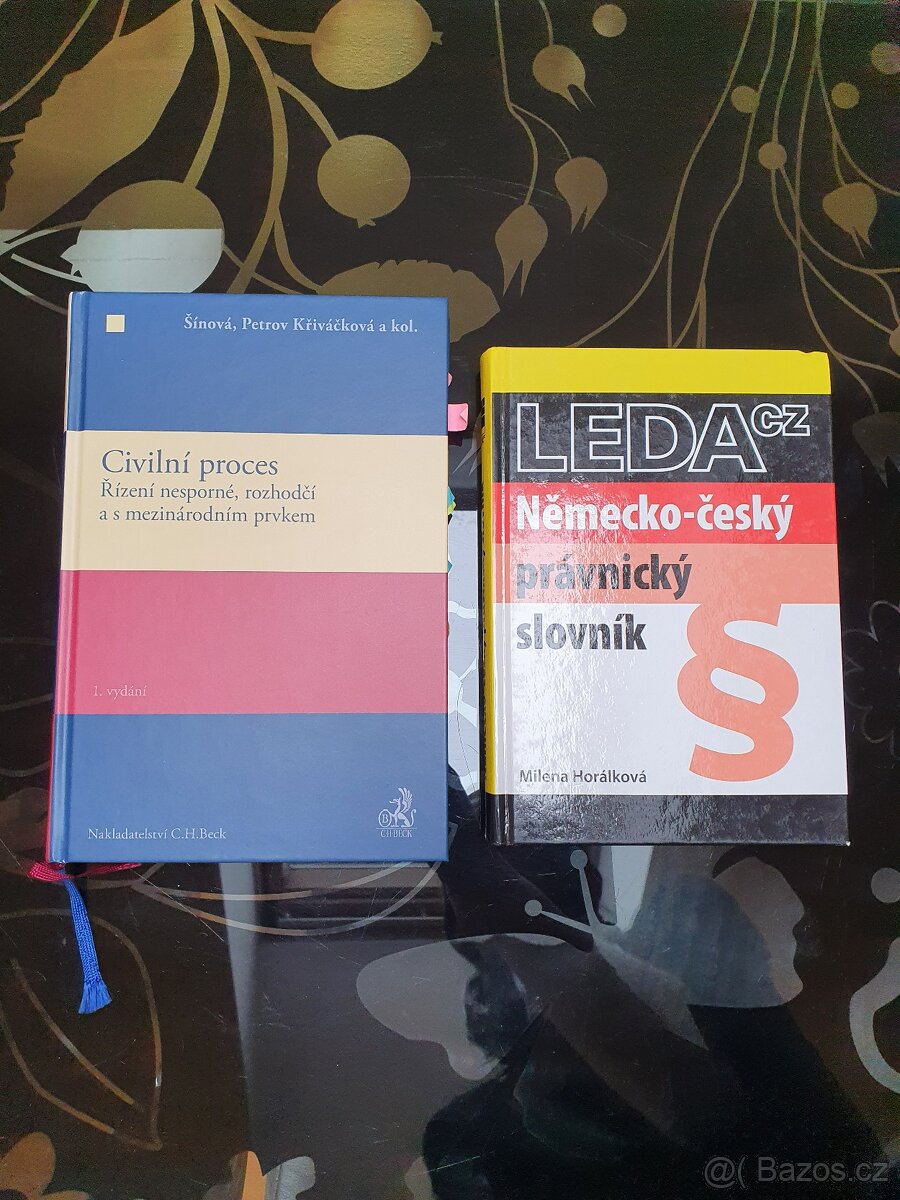 Šínová, Petrov Křiváčková a kol.
Civilní proces
Řízení nesporné, rozhodčí
a s mezinárodním prvkem
1. vydání
Nakladatelství C.H.Beck
B
C·H·BECK
LEDA.CZ
Německo-český
právnický
slovník
§
Milena Horálková
@( Bazos.cz